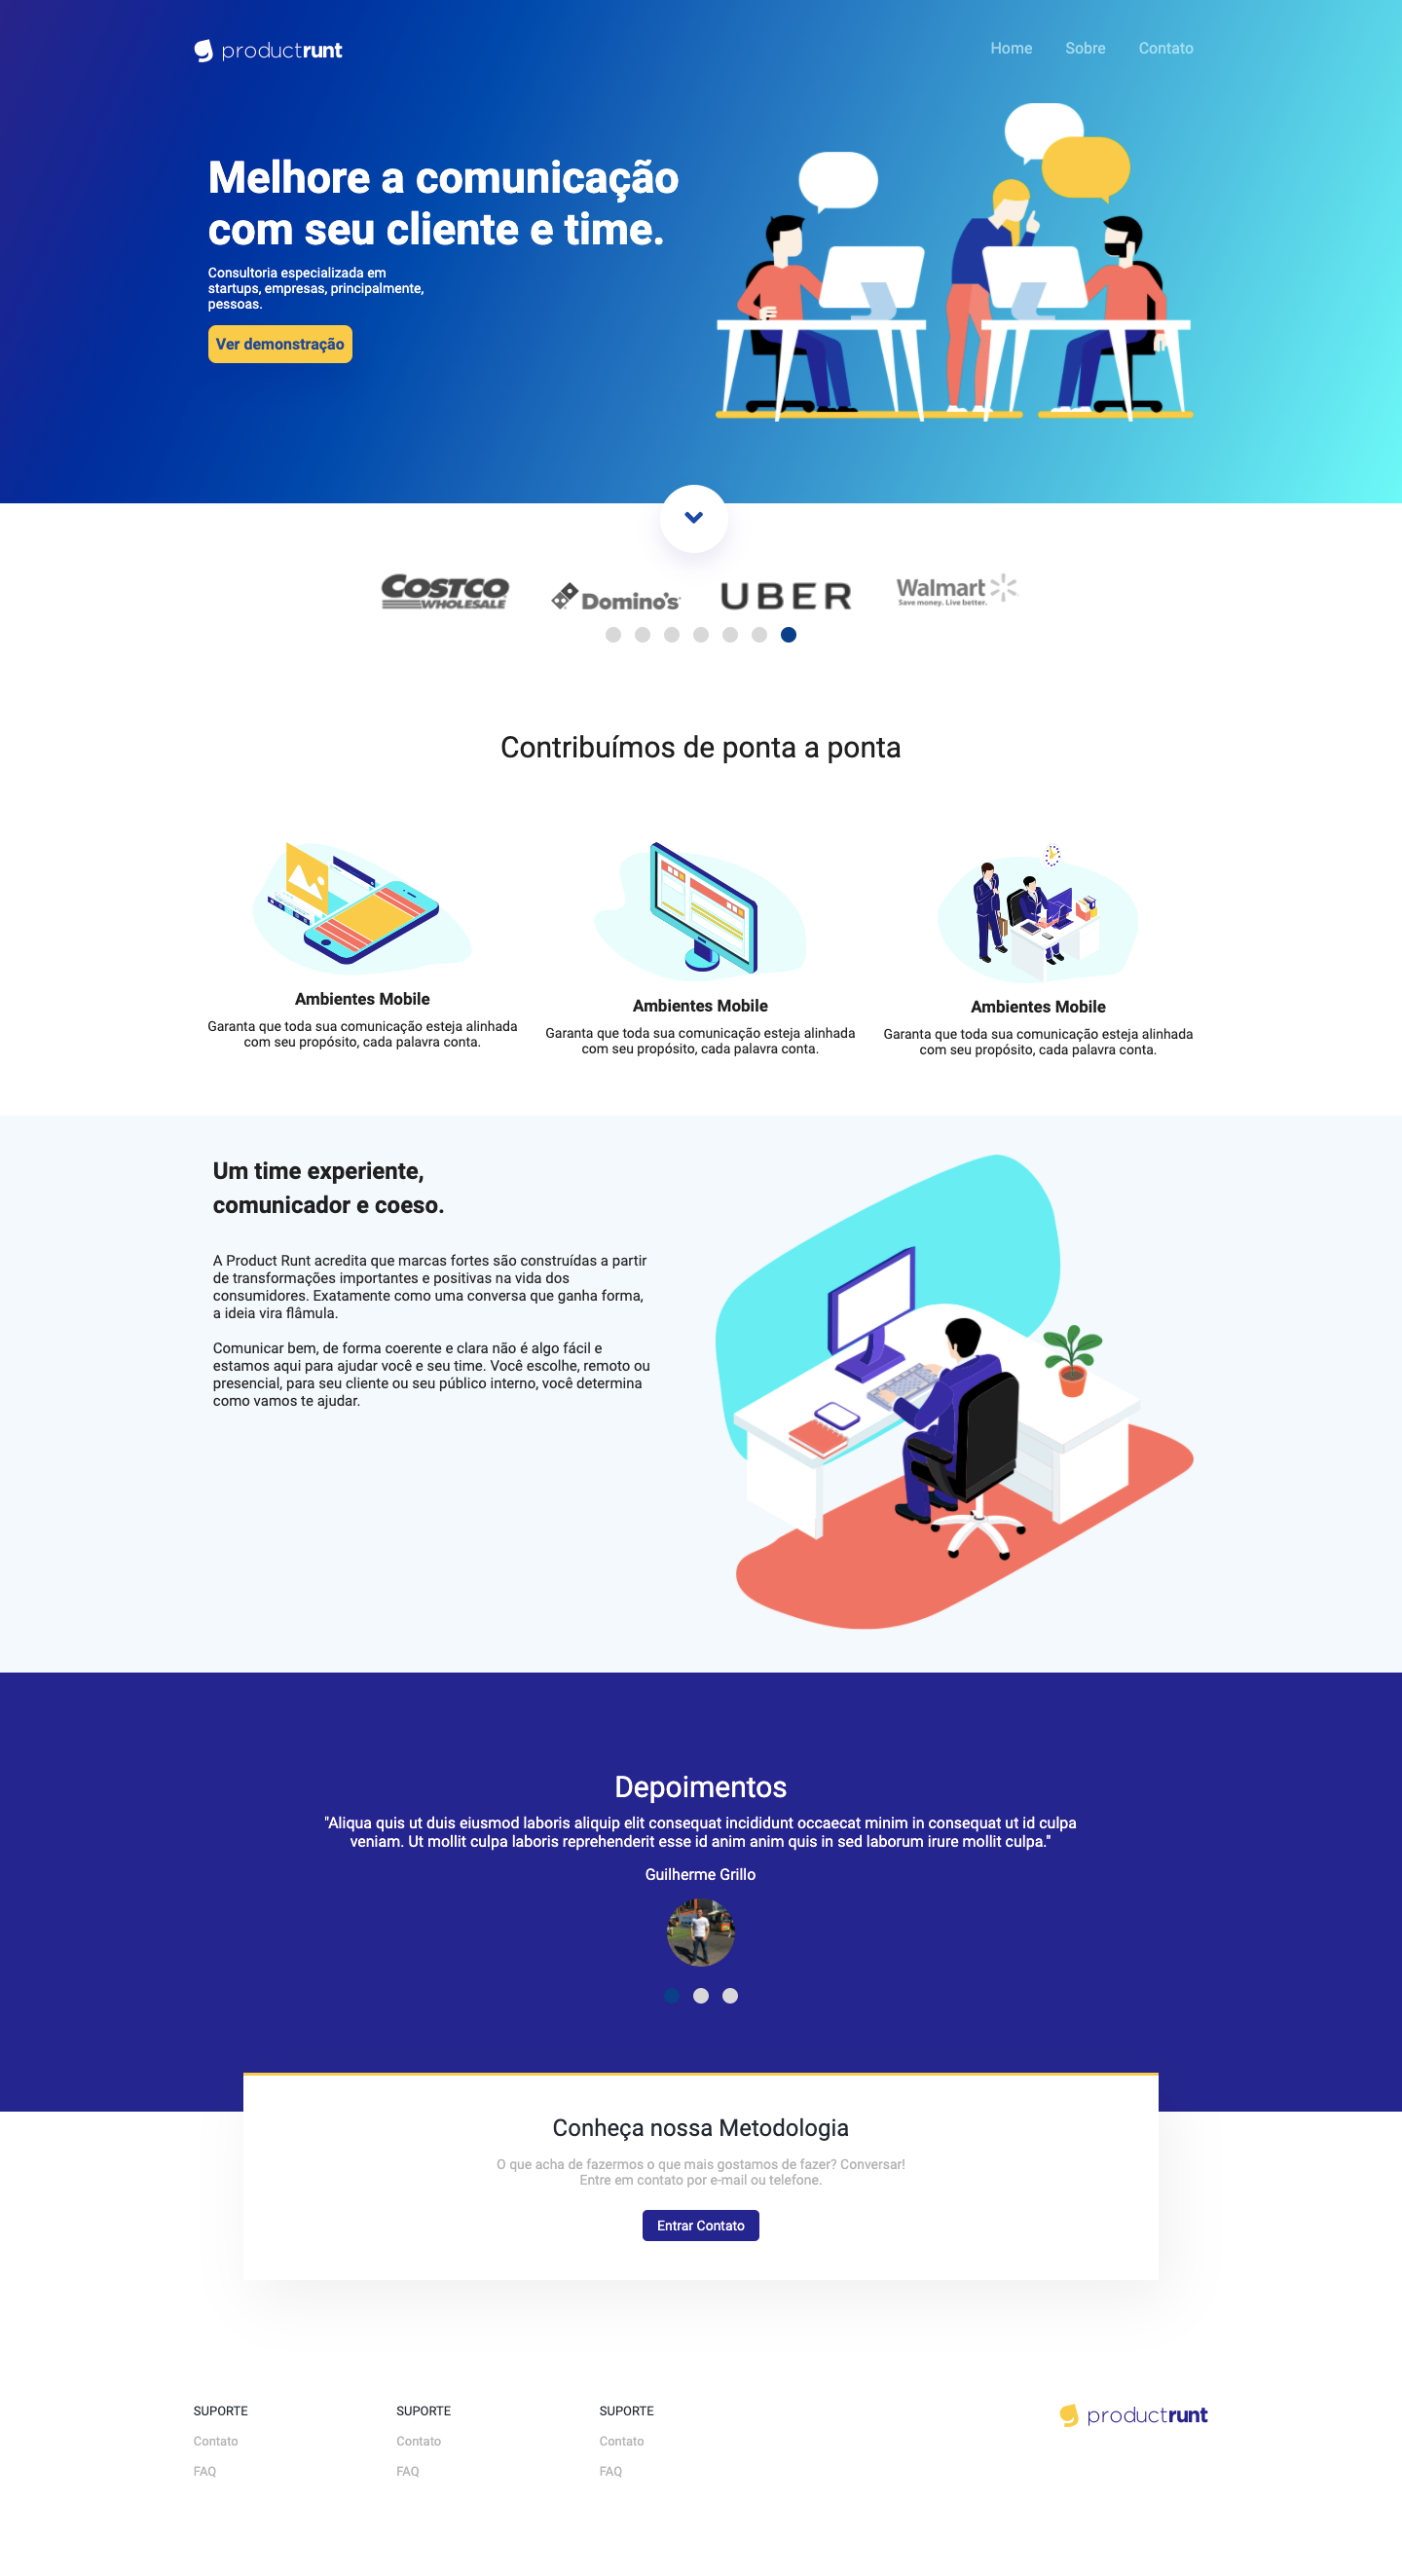 productrunt
Home Sobre Contato
Melhore a comunicação
com seu cliente e time.
Consultoria especializada em
startups, empresas, principalmente,
pessoas.
Ver demonstração
COSTCO
WHOLESALE
Domino's
UBER
Walmart
Save money. Live better.
Contribuímos de ponta a ponta
Ambientes Mobile
Garanta que toda sua comunicação esteja alinhada
com seu propósito, cada palavra conta.
Ambientes Mobile
Garanta que toda sua comunicação esteja alinhada
com seu propósito, cada palavra conta.
Ambientes Mobile
Garanta que toda sua comunicação esteja alinhada
com seu propósito, cada palavra conta.
Um time experiente,
comunicador e coeso.
A Product Runt acredita que marcas fortes são construídas a partir
de transformações importantes e positivas na vida dos
consumidores. Exatamente como uma conversa que ganha forma,
a ideia vira flâmula.
Comunicar bem, de forma coerente e clara não é algo fácil e
estamos aqui para ajudar você e seu time. Você escolhe, remoto ou
presencial, para seu cliente ou seu público interno, você determina
como vamos te ajudar.
Depoimentos
"Aliqua quis ut duis eiusmod laboris aliquip elit consequat incididunt occaecat minim in consequat ut id culpa
veniam. Ut mollit culpa laboris reprehenderit esse id anim anim quis in sed laborum irure mollit culpa."
Guilherme Grillo
Conheça nossa Metodologia
O que acha de fazermos o que mais gostamos de fazer? Conversar!
Entre em contato por e-mail ou telefone.
Entrar Contato
SUPORTE
Contato
FAQ
SUPORTE
Contato
FAQ
SUPORTE
Contato
FAQ
productrunt